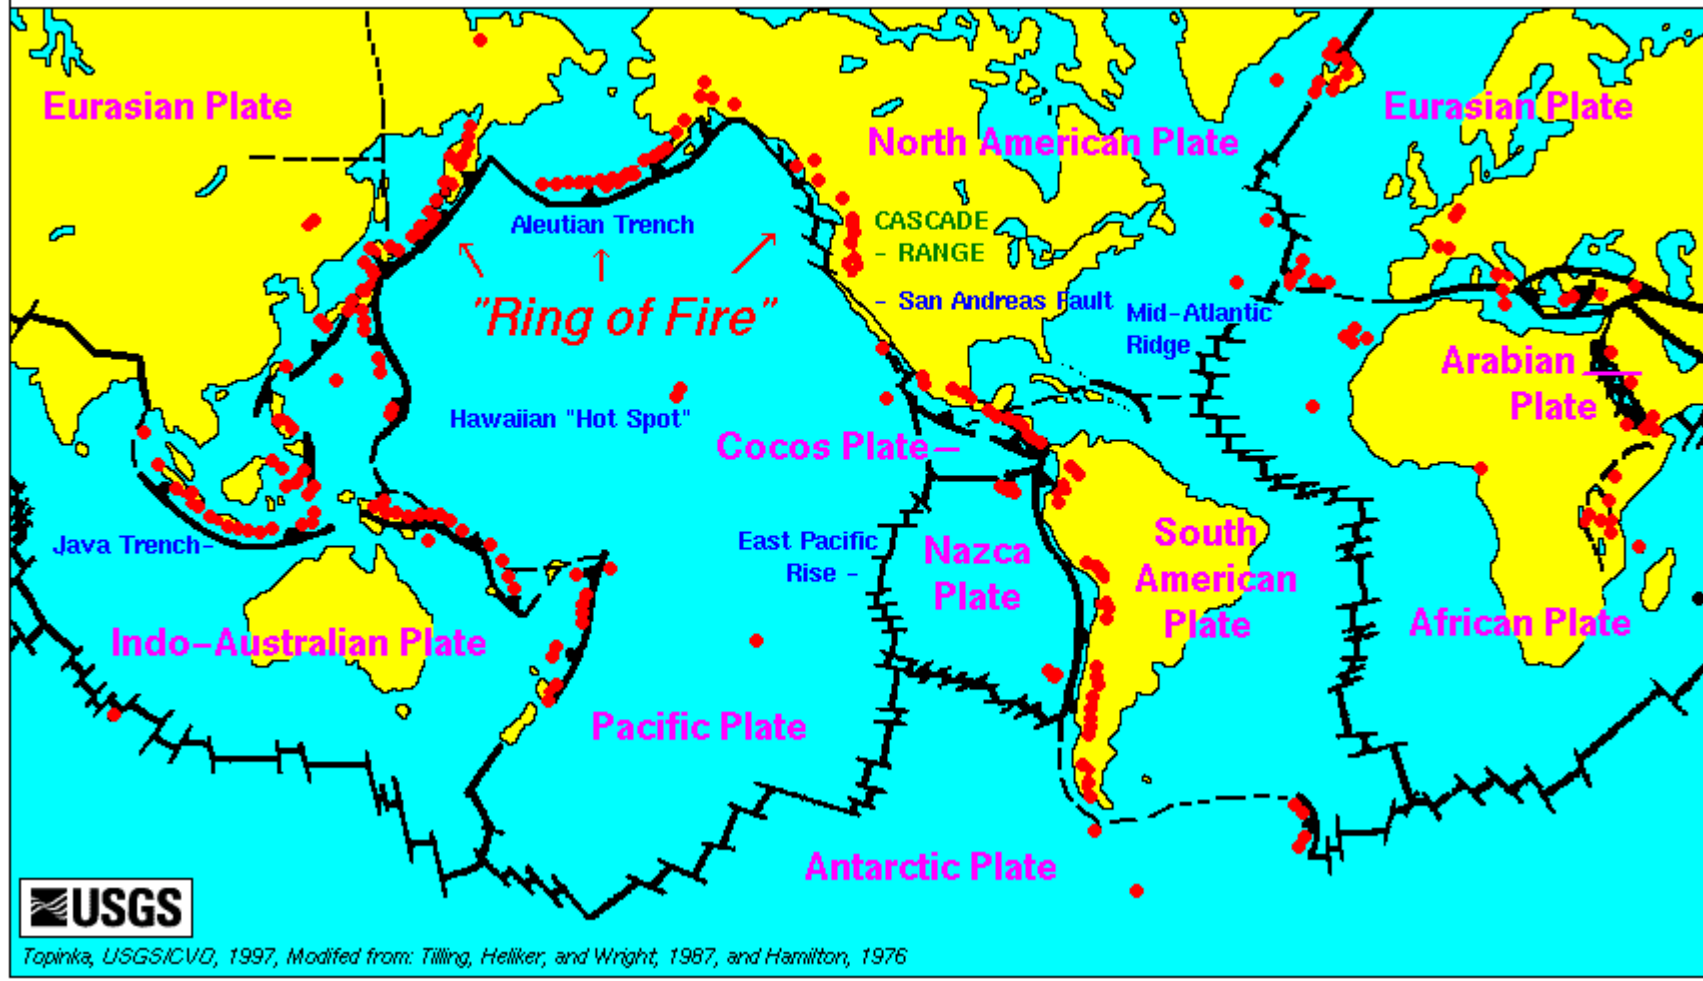 Eurasian Plate
Eurasian Plate
North American Plate
Aleutian Trench
CASCADE
- RANGE
"Ring of Fire"
- San Andreas Fault
Mid-Atlantic
Ridge
Arabian
Plate
Hawaiian "Hot Spot"
Cocos Plate
Java Trench-
East Pacific
Rise -
Nazca
Plate
South
American
Plate
Indo-Australian Plate
African Plate
Pacific Plate
Antarctic Plate
USGS
Topinka, USGS/CVO, 1997, Modifed from: Tilling, Heliker, and Wright, 1987, and Hamilton, 1976